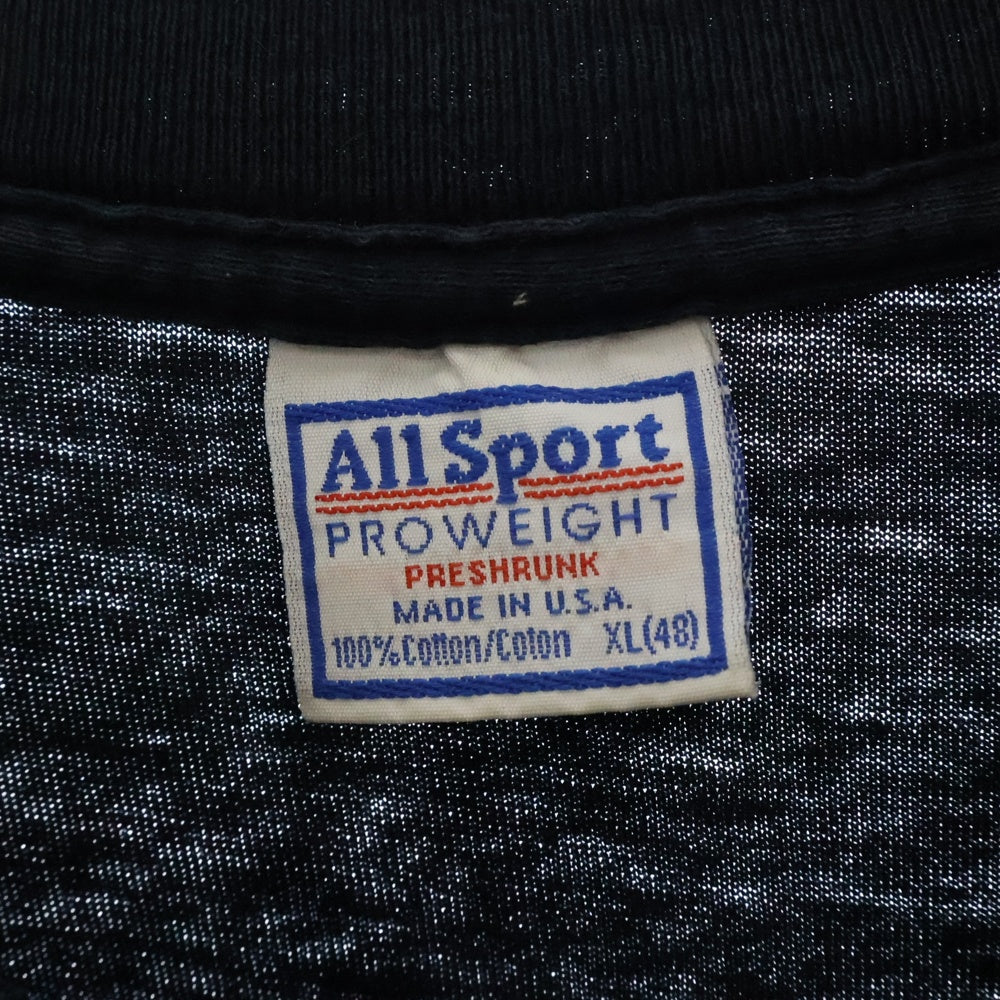 All Sport
PROWEIGHT
PRESHRUNK
MADE IN U.S.A.
100% Cotton/Coton XL(48)